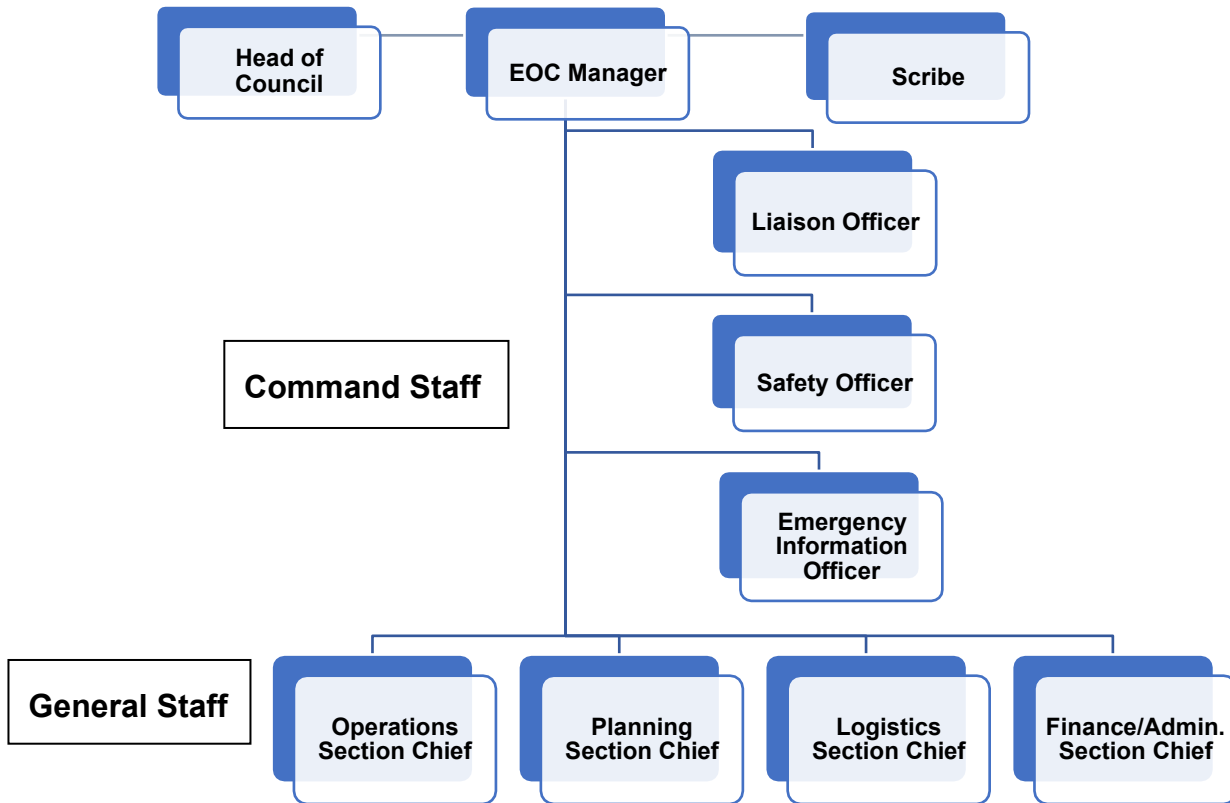 Head of
Council
EOC Manager
Scribe
Liaison Officer
Safety Officer
Command Staff
Emergency
Information
Officer
General Staff
Operations
Section Chief
Planning
Section Chief
Logistics
Section Chief
Finance/Admin.
Section Chief